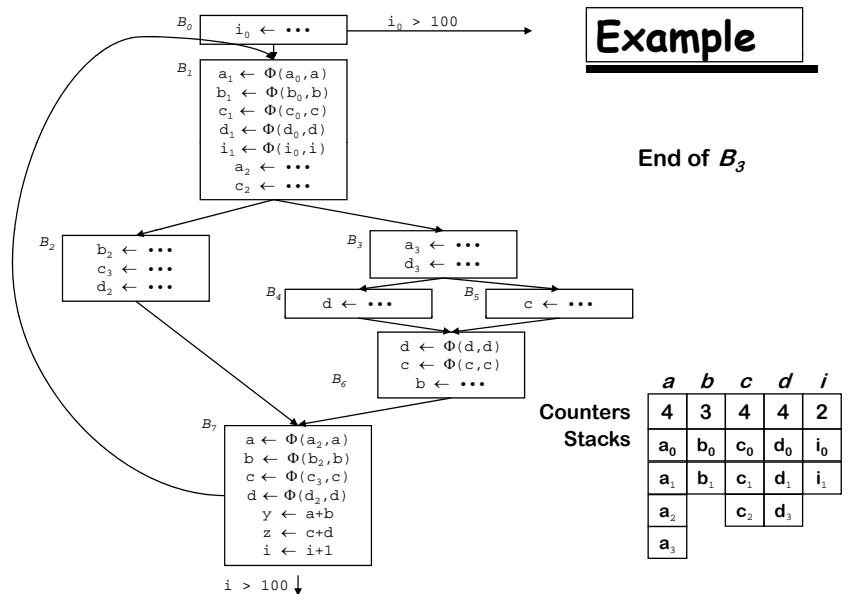 Example
End of B₃
B₀
i₀ ← •••
i₀ > 100
B₁
a₁ ← Φ(a₀,a)
b₁ ← Φ(b₀,b)
c₁ ← Φ(c₀,c)
d₁ ← Φ(d₀,d)
i₁ ← Φ(i₀,i)
a₂ ← •••
c₂ ← •••
B₂
b₂ ← •••
c₃ ← •••
d₂ ← •••
B₃
a₃ ← •••
d₃ ← •••
B₄
d ← •••
B₅
c ← •••
B₆
d ← Φ(d,d)
c ← Φ(c,c)
b ← •••
B₇
a ← Φ(a₂,a)
b ← Φ(b₂,b)
c ← Φ(c₃,c)
d ← Φ(d₂,d)
y ← a+b
z ← c+d
i ← i+1
i > 100
a b c d i
Counters 4 3 4 4 2
Stacks a₀ b₀ c₀ d₀ i₀
a₁ b₁ c₁ d₁ i₁
a₂ c₂ d₃
a₃